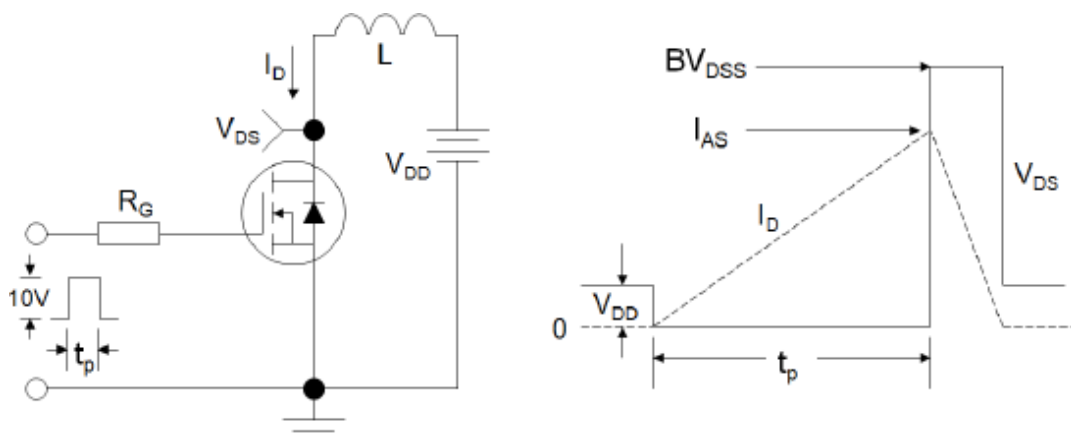 L
I_D
V_DS
V_DD
R_G
10V
t_p
BV_DSS
I_AS
V_DS
I_D
V_DD
0
t_p